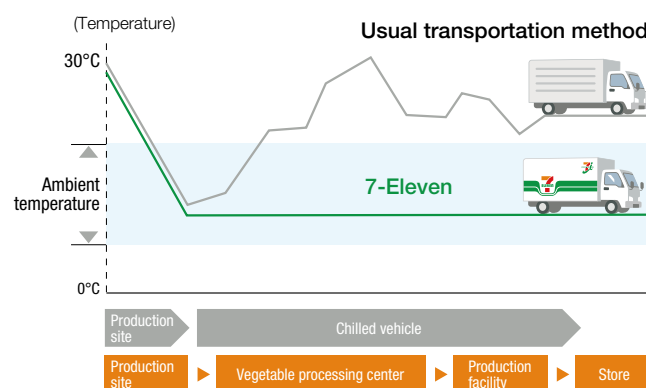 (Temperature)
Usual transportation method
30°C
Ambient
temperature
7-Eleven
0°C
Production
site
Chilled vehicle
Production
site
Vegetable processing center
Production
facility
Store